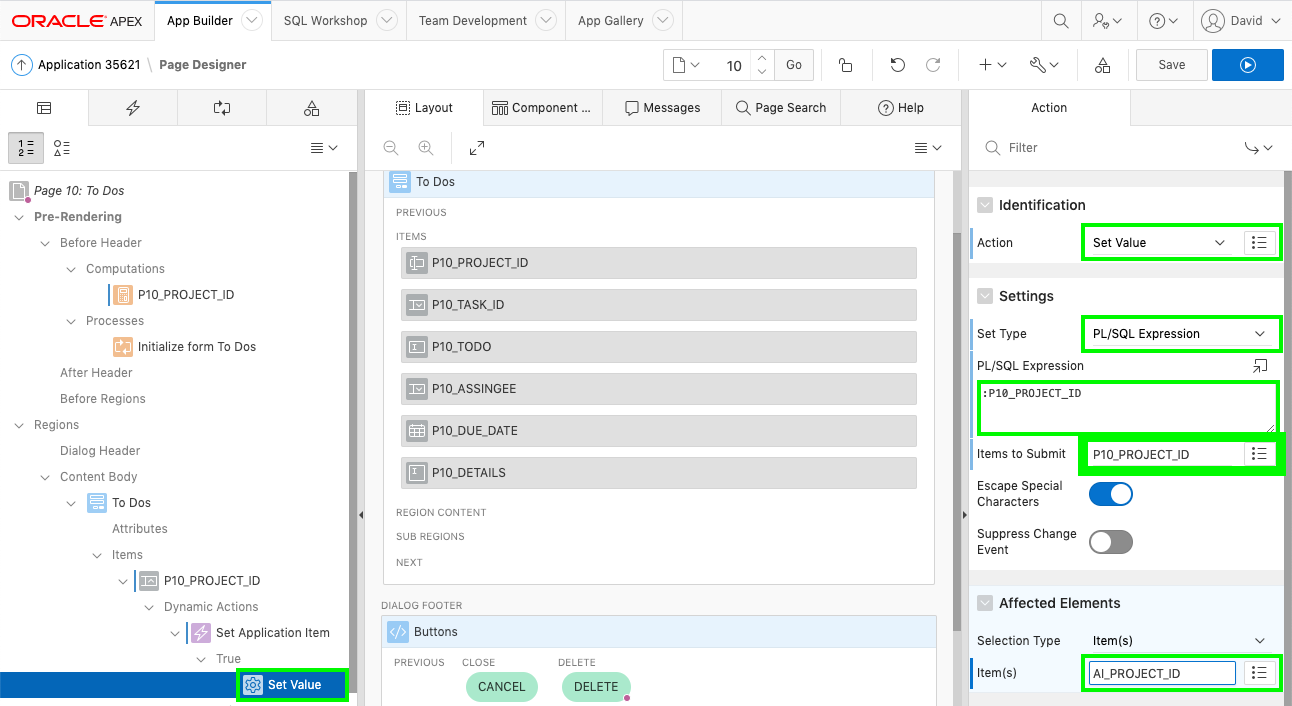 ORACLE APEX App Builder SQL Workshop Team Development App Gallery David
Application 35621 \ Page Designer 10 Go Save
Layout Component ... Messages Page Search Help Action
1 2
Filter
Page 10: To Dos
Pre-Rendering
Before Header
Computations
P10_PROJECT_ID
Processes
Initialize form To Dos
After Header
Before Regions
Regions
Dialog Header
Content Body
To Dos
Attributes
Items
P10_PROJECT_ID
Dynamic Actions
Set Application Item
True
Set Value
To Dos
PREVIOUS
ITEMS
P10_PROJECT_ID
P10_TASK_ID
P10_TODO
P10_ASSINGEE
P10_DUE_DATE
P10_DETAILS
REGION CONTENT
SUB REGIONS
NEXT
DIALOG FOOTER
Buttons
PREVIOUS CLOSE DELETE
CANCEL DELETE
Identification
Action Set Value
Settings
Set Type PL/SQL Expression
PL/SQL Expression
:P10_PROJECT_ID
Items to Submit P10_PROJECT_ID
Escape Special
Characters
Suppress Change
Event
Affected Elements
Selection Type Item(s)
Item(s) AI_PROJECT_ID